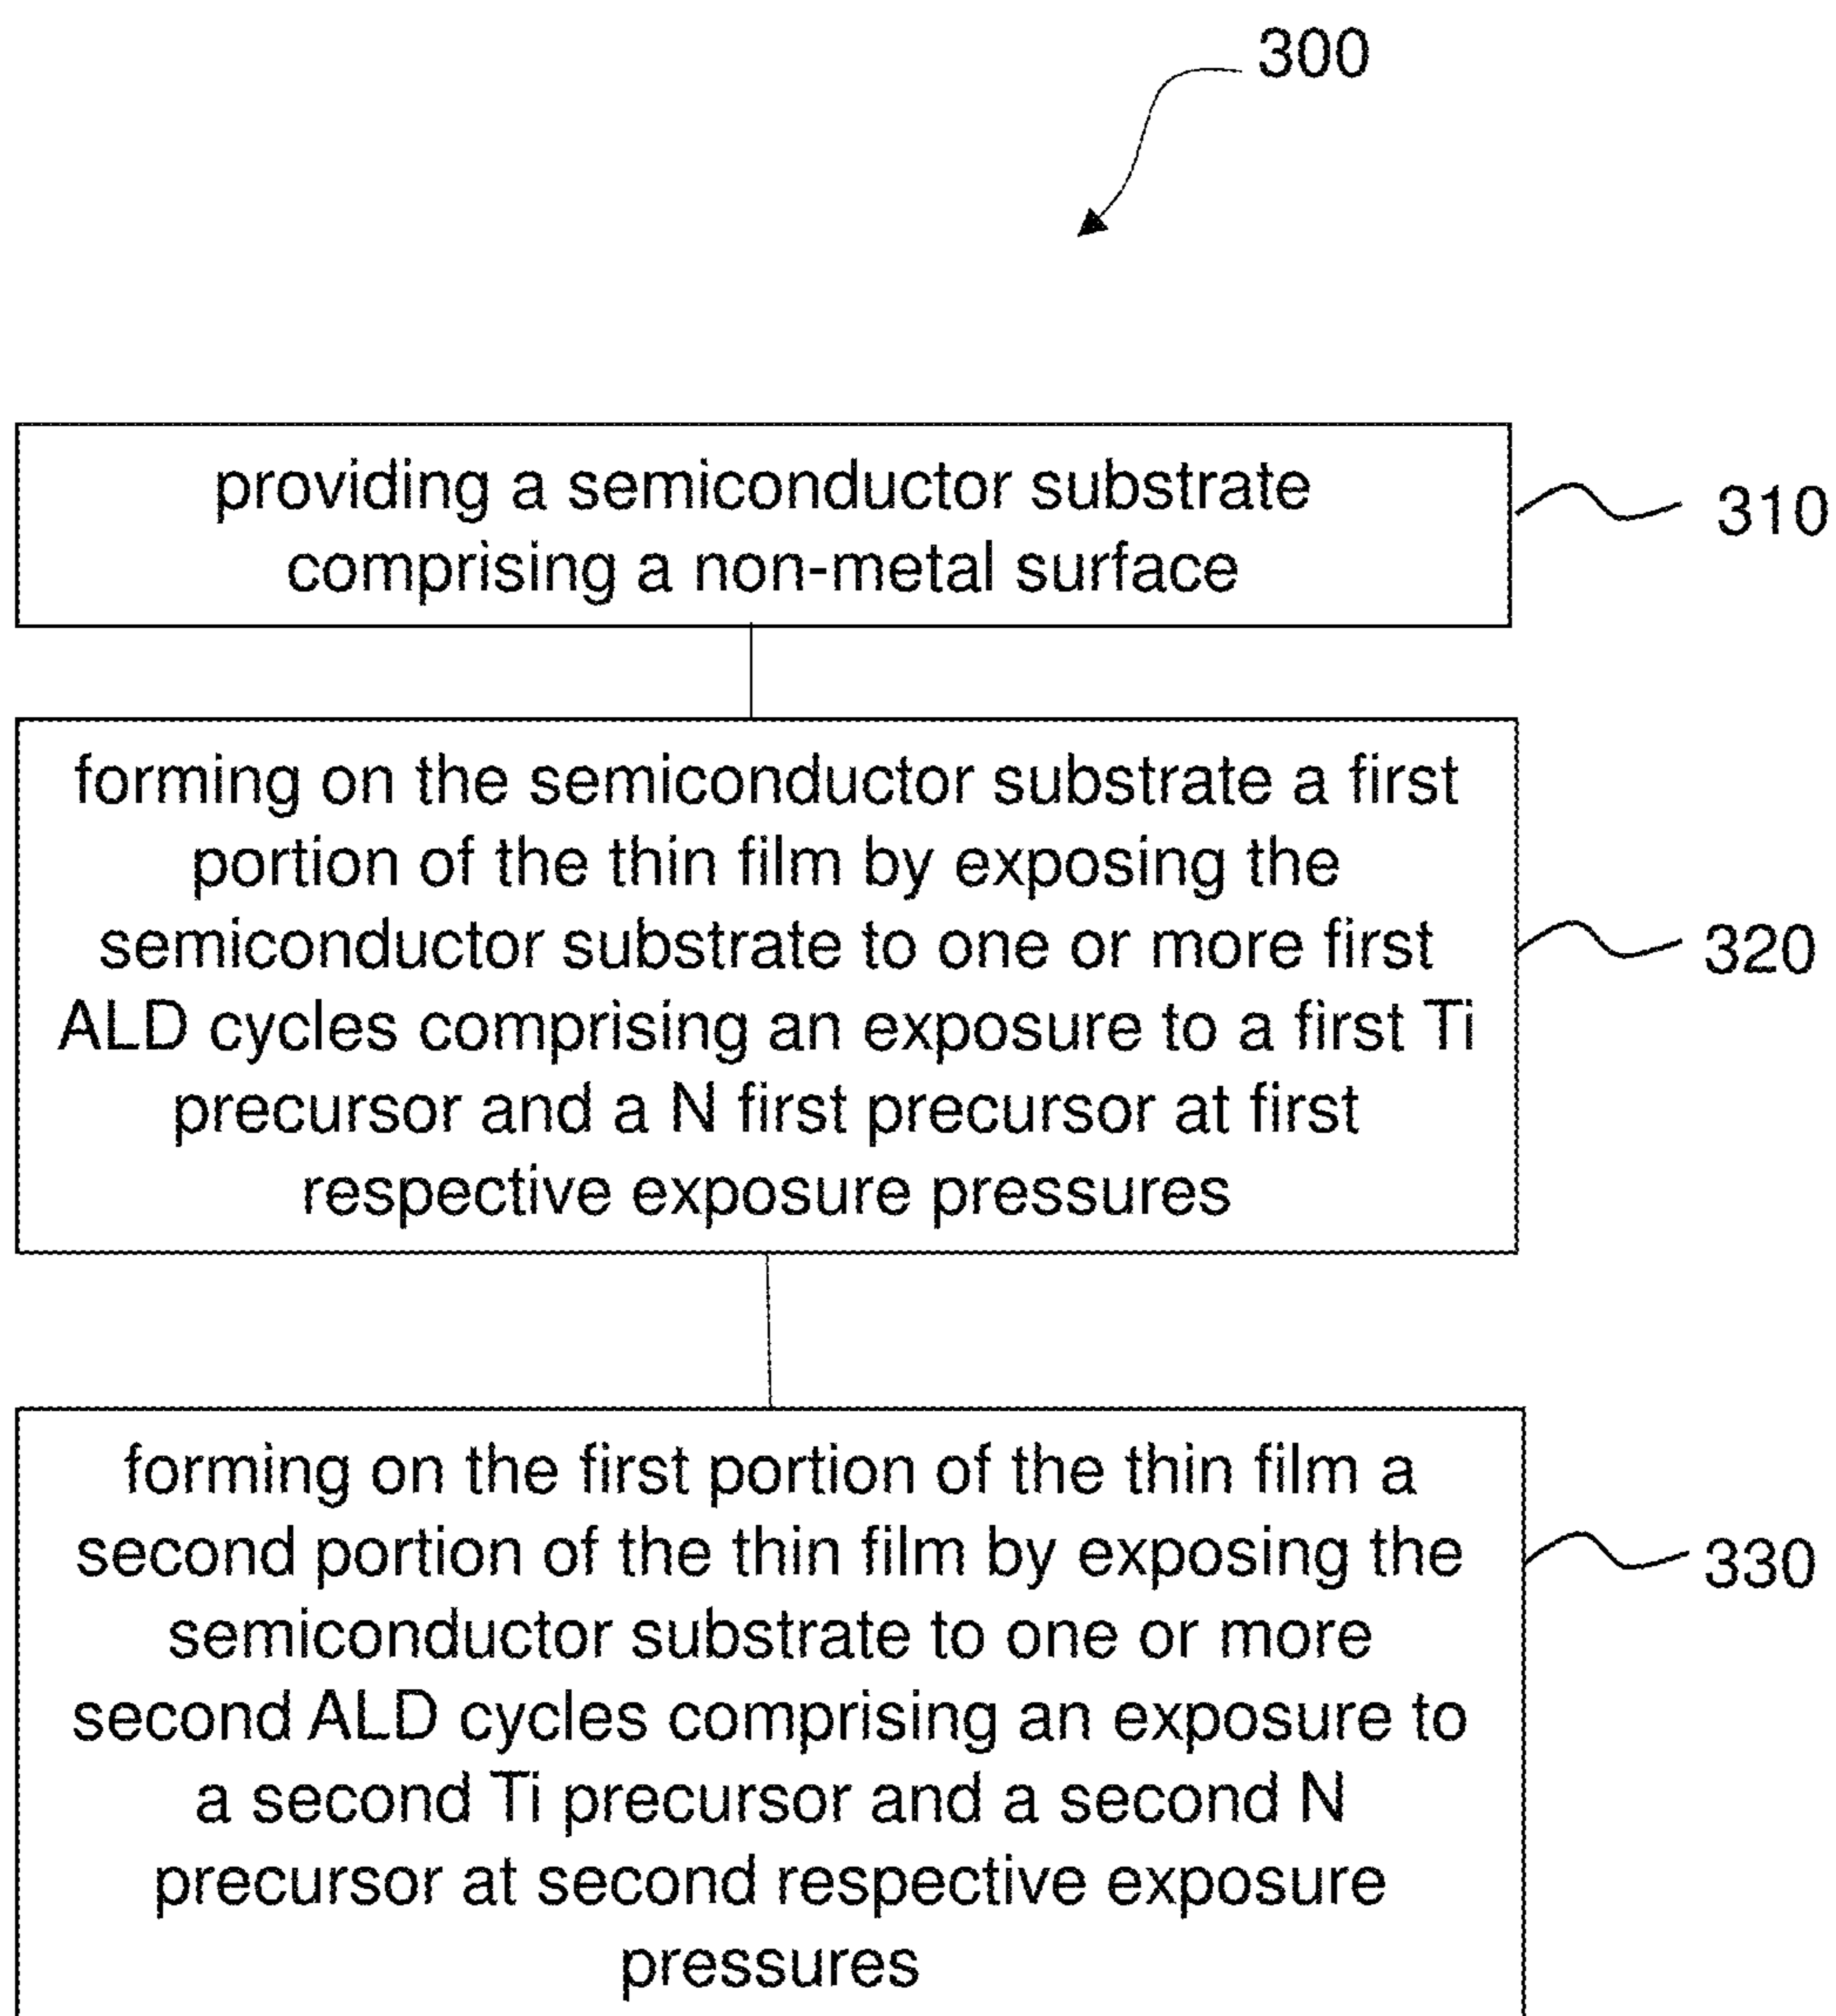 300
providing a semiconductor substrate
comprising a non-metal surface
310
forming on the semiconductor substrate a first
portion of the thin film by exposing the
semiconductor substrate to one or more first
ALD cycles comprising an exposure to a first Ti
precursor and a N first precursor at first
respective exposure pressures
320
forming on the first portion of the thin film a
second portion of the thin film by exposing the
semiconductor substrate to one or more
second ALD cycles comprising an exposure to
a second Ti precursor and a second N
precursor at second respective exposure
pressures
330